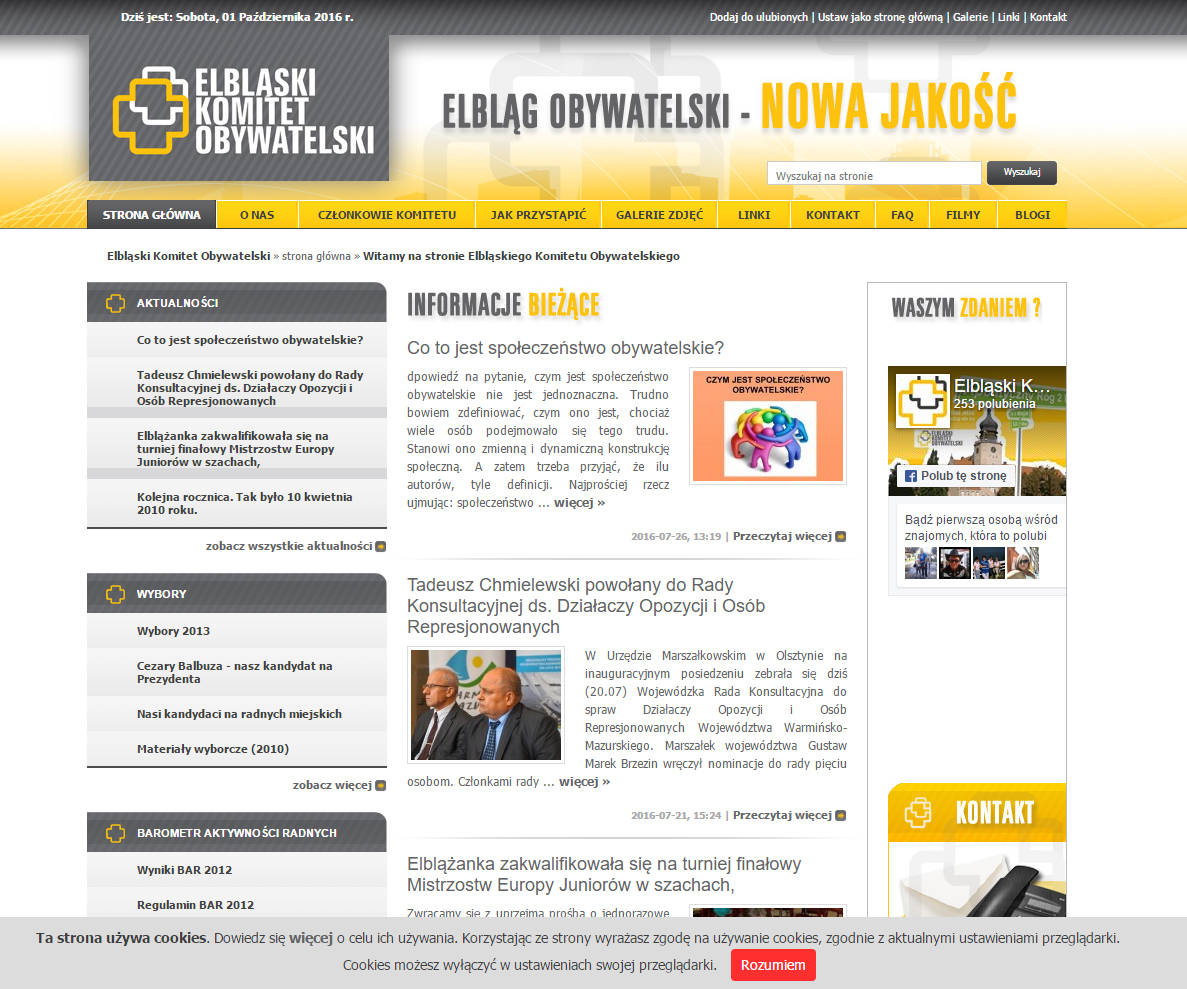 Dziś jest: Sobota, 01 Października 2016 r.
Dodaj do ulubionych | Ustaw jako stronę główną | Galerie | Linki | Kontakt
ELBLĄSKI
KOMITET
OBYWATELSKI
ELBLĄG OBYWATELSKI - NOWA JAKOŚĆ
Wyszukaj na stronie
Wyszukaj
STRONA GŁÓWNA
O NAS
CZŁONKOWIE KOMITETU
JAK PRZYSTĄPIĆ
GALERIE ZDJĘĆ
LINKI
KONTAKT
FAQ
FILMY
BLOGI
Elbląski Komitet Obywatelski » strona główna » Witamy na stronie Elbląskiego Komitetu Obywatelskiego
AKTUALNOŚCI
Co to jest społeczeństwo obywatelskie?
Tadeusz Chmielewski powołany do Rady
Konsultacyjnej ds. Działaczy Opozycji i
Osób Represjonowanych
Elblążanka zakwalifikowała się na
turniej finałowy Mistrzostw Europy
Juniorów w szachach,
Kolejna rocznica. Tak było 10 kwietnia
2010 roku.
zobacz wszystkie aktualności
WYBORY
Wybory 2013
Cezary Balbuza - nasz kandydat na
Prezydenta
Nasi kandydaci na radnych miejskich
Materiały wyborcze (2010)
zobacz więcej
BAROMETR AKTYWNOŚCI RADNYCH
Wyniki BAR 2012
Regulamin BAR 2012
INFORMACJE BIEŻĄCE
Co to jest społeczeństwo obywatelskie?
dpowiedź na pytanie, czym jest społeczeństwo
obywatelskie nie jest jednoznaczna. Trudno
bowiem zdefiniować, czym ono jest, chociaż
wiele osób podejmowało się tego trudu.
Stanowi ono zmienną i dynamiczną konstrukcję
społeczną. A zatem trzeba przyjąć, że ilu
autorów, tyle definicji. Najprościej rzecz
ujmując: społeczeństwo ... więcej »
CZYM JEST SPOŁECZEŃSTWO
OBYWATELSKIE?
2016-07-26, 13:19 | Przeczytaj więcej
Tadeusz Chmielewski powołany do Rady
Konsultacyjnej ds. Działaczy Opozycji i Osób
Represjonowanych
W Urzędzie Marszałkowskim w Olsztynie na
inauguracyjnym posiedzeniu zebrała się dziś
(20.07) Wojewódzka Rada Konsultacyjna do
spraw Działaczy Opozycji i Osób
Represjonowanych Województwa Warmińsko-
Mazurskiego. Marszałek województwa Gustaw
Marek Brzezin wręczył nominacje do rady pięciu
osobom. Członkami rady ... więcej »
2016-07-21, 15:24 | Przeczytaj więcej
Elblążanka zakwalifikowała się na turniej finałowy
Mistrzostw Europy Juniorów w szachach,
Zwracamy się z uprzejmą prośbą o jednorazowe
WASZYM ZDANIEM ?
Elbląski K...
253 polubienia
ELBLĄSKI
KOMITET
OBYWATELSKI
Polub tę stronę
Bądź pierwszą osobą wśród
znajomych, która to polubi
KONTAKT
Ta strona używa cookies. Dowiedz się więcej o celu ich używania. Korzystając ze strony wyrażasz zgodę na używanie cookies, zgodnie z aktualnymi ustawieniami przeglądarki.
Cookies możesz wyłączyć w ustawieniach swojej przeglądarki.
Rozumiem